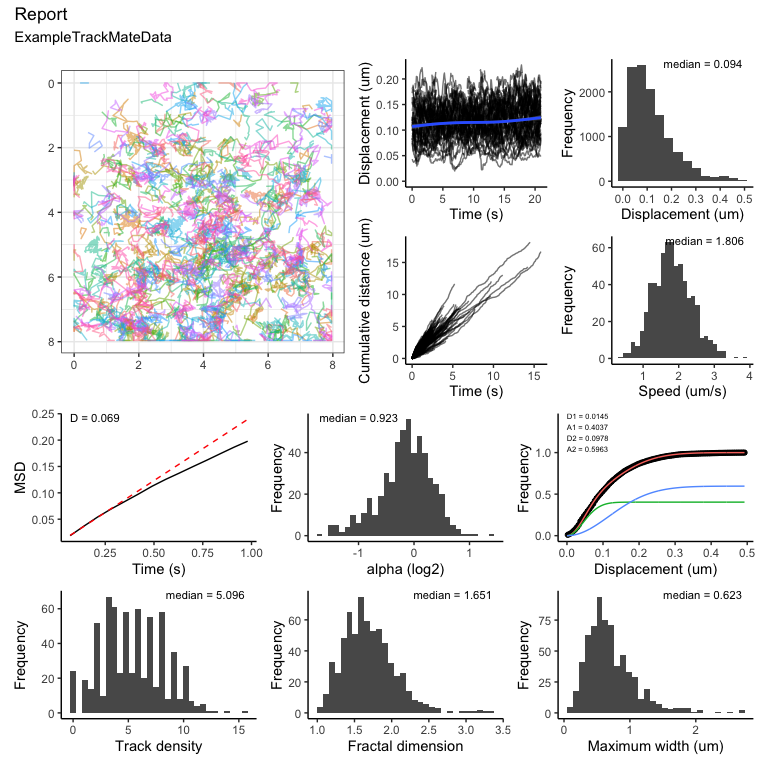 Report
ExampleTrackMateData
0
2
4
6
8
0 2 4 6 8
Displacement (um)
0.20
0.15
0.10
0.05
0.00
0 5 10 15 20
Time (s)
median = 0.094
Frequency
2000
1000
0
0.0 0.1 0.2 0.3 0.4 0.5
Displacement (um)
Cumulative distance (um)
15
10
5
0
0 5 10 15
Time (s)
median = 1.806
Frequency
60
40
20
0
1 2 3 4
Speed (um/s)
D = 0.069
MSD
0.25
0.20
0.15
0.10
0.05
0.25 0.50 0.75 1.00
Time (s)
median = 0.923
Frequency
40
20
0
-1 0 1
alpha (log2)
D1 = 0.0145
A1 = 0.4037
D2 = 0.0978
A2 = 0.5963
Frequency
1.0
0.5
0.0
0.0 0.1 0.2 0.3 0.4 0.5
Displacement (um)
median = 5.096
Frequency
60
40
20
0
0 5 10 15
Track density
median = 1.651
Frequency
60
40
20
0
1.0 1.5 2.0 2.5 3.0 3.5
Fractal dimension
median = 0.623
Frequency
75
50
25
0
0 1 2
Maximum width (um)